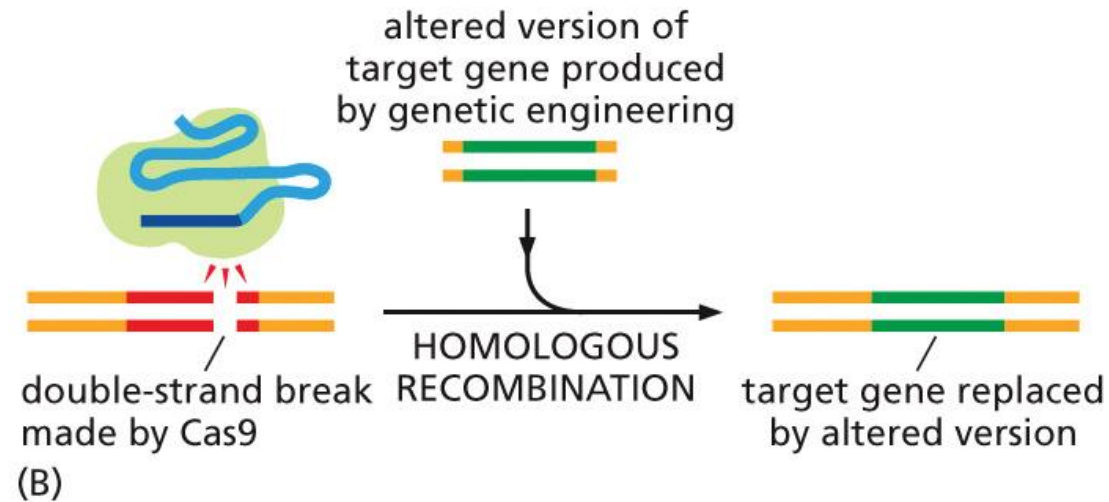 altered version of
target gene produced
by genetic engineering
double-strand break
made by Cas9
HOMOLOGOUS
RECOMBINATION
target gene replaced
by altered version
(B)